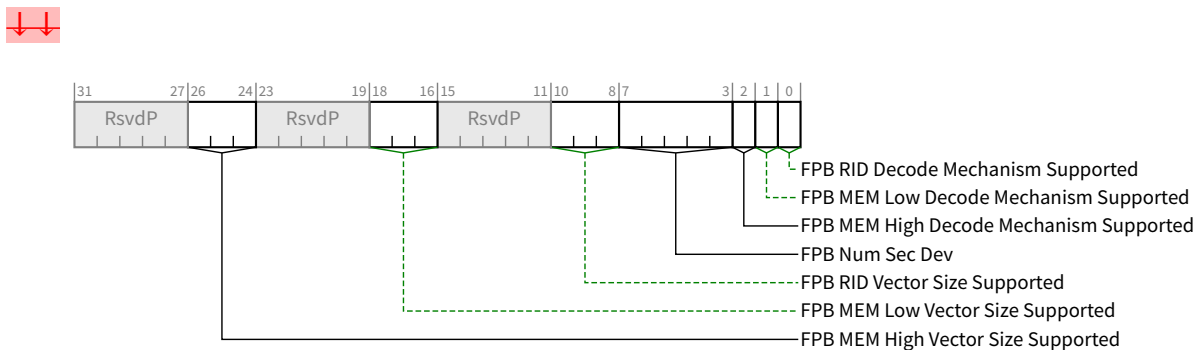 31 27 26 24 23 19 18 16 15 11 10 8 7 3 2 1 0
RsvdP RsvdP RsvdP
FPB RID Decode Mechanism Supported
FPB MEM Low Decode Mechanism Supported
FPB MEM High Decode Mechanism Supported
FPB Num Sec Dev
FPB RID Vector Size Supported
FPB MEM Low Vector Size Supported
FPB MEM High Vector Size Supported